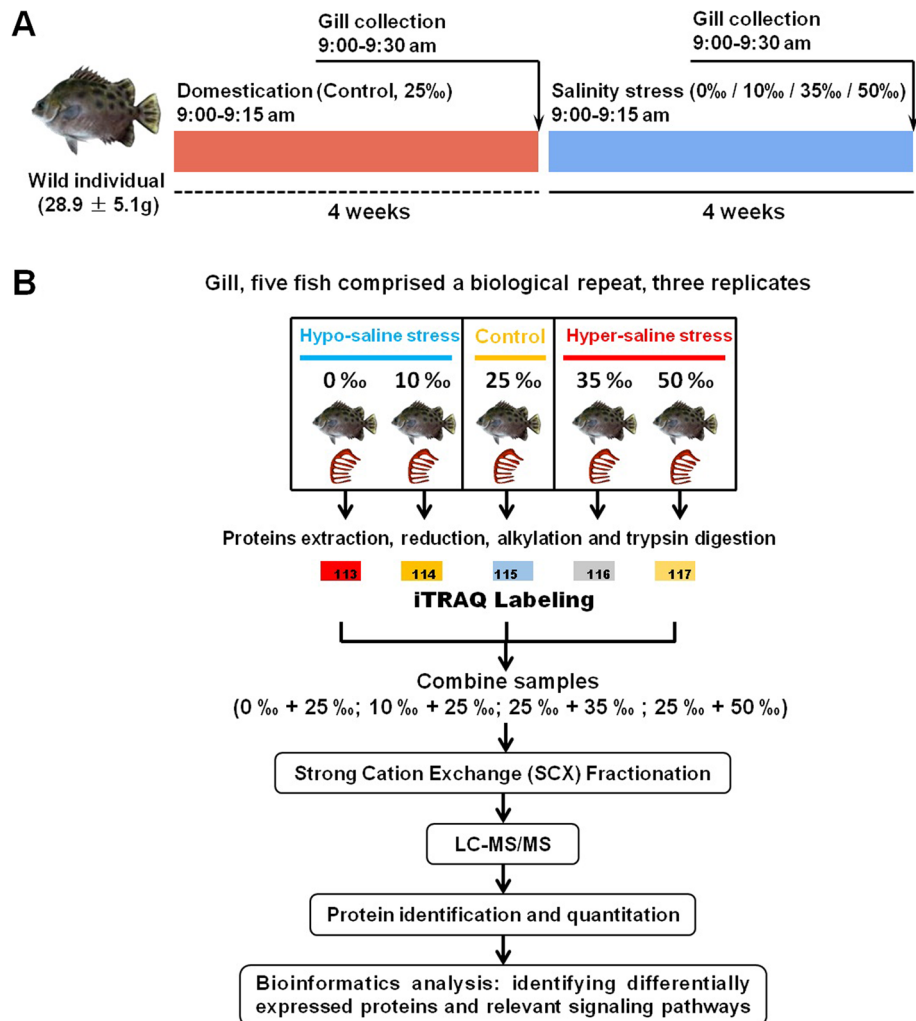 A
Gill collection
9:00-9:30 am
Gill collection
9:00-9:30 am
Domestication (Control, 25‰)
9:00-9:15 am
Salinity stress (0‰ / 10‰ / 35‰ / 50‰)
9:00-9:15 am
Wild individual
(28.9 ± 5.1g)
4 weeks
4 weeks
B
Gill, five fish comprised a biological repeat, three replicates
Hypo-saline stress
Control
Hyper-saline stress
0 ‰
10 ‰
25 ‰
35 ‰
50 ‰
Proteins extraction, reduction, alkylation and trypsin digestion
113
114
115
116
117
iTRAQ Labeling
Combine samples
(0 ‰ + 25 ‰; 10 ‰ + 25 ‰; 25 ‰ + 35 ‰ ; 25 ‰ + 50 ‰)
Strong Cation Exchange (SCX) Fractionation
LC-MS/MS
Protein identification and quantitation
Bioinformatics analysis: identifying differentially
expressed proteins and relevant signaling pathways